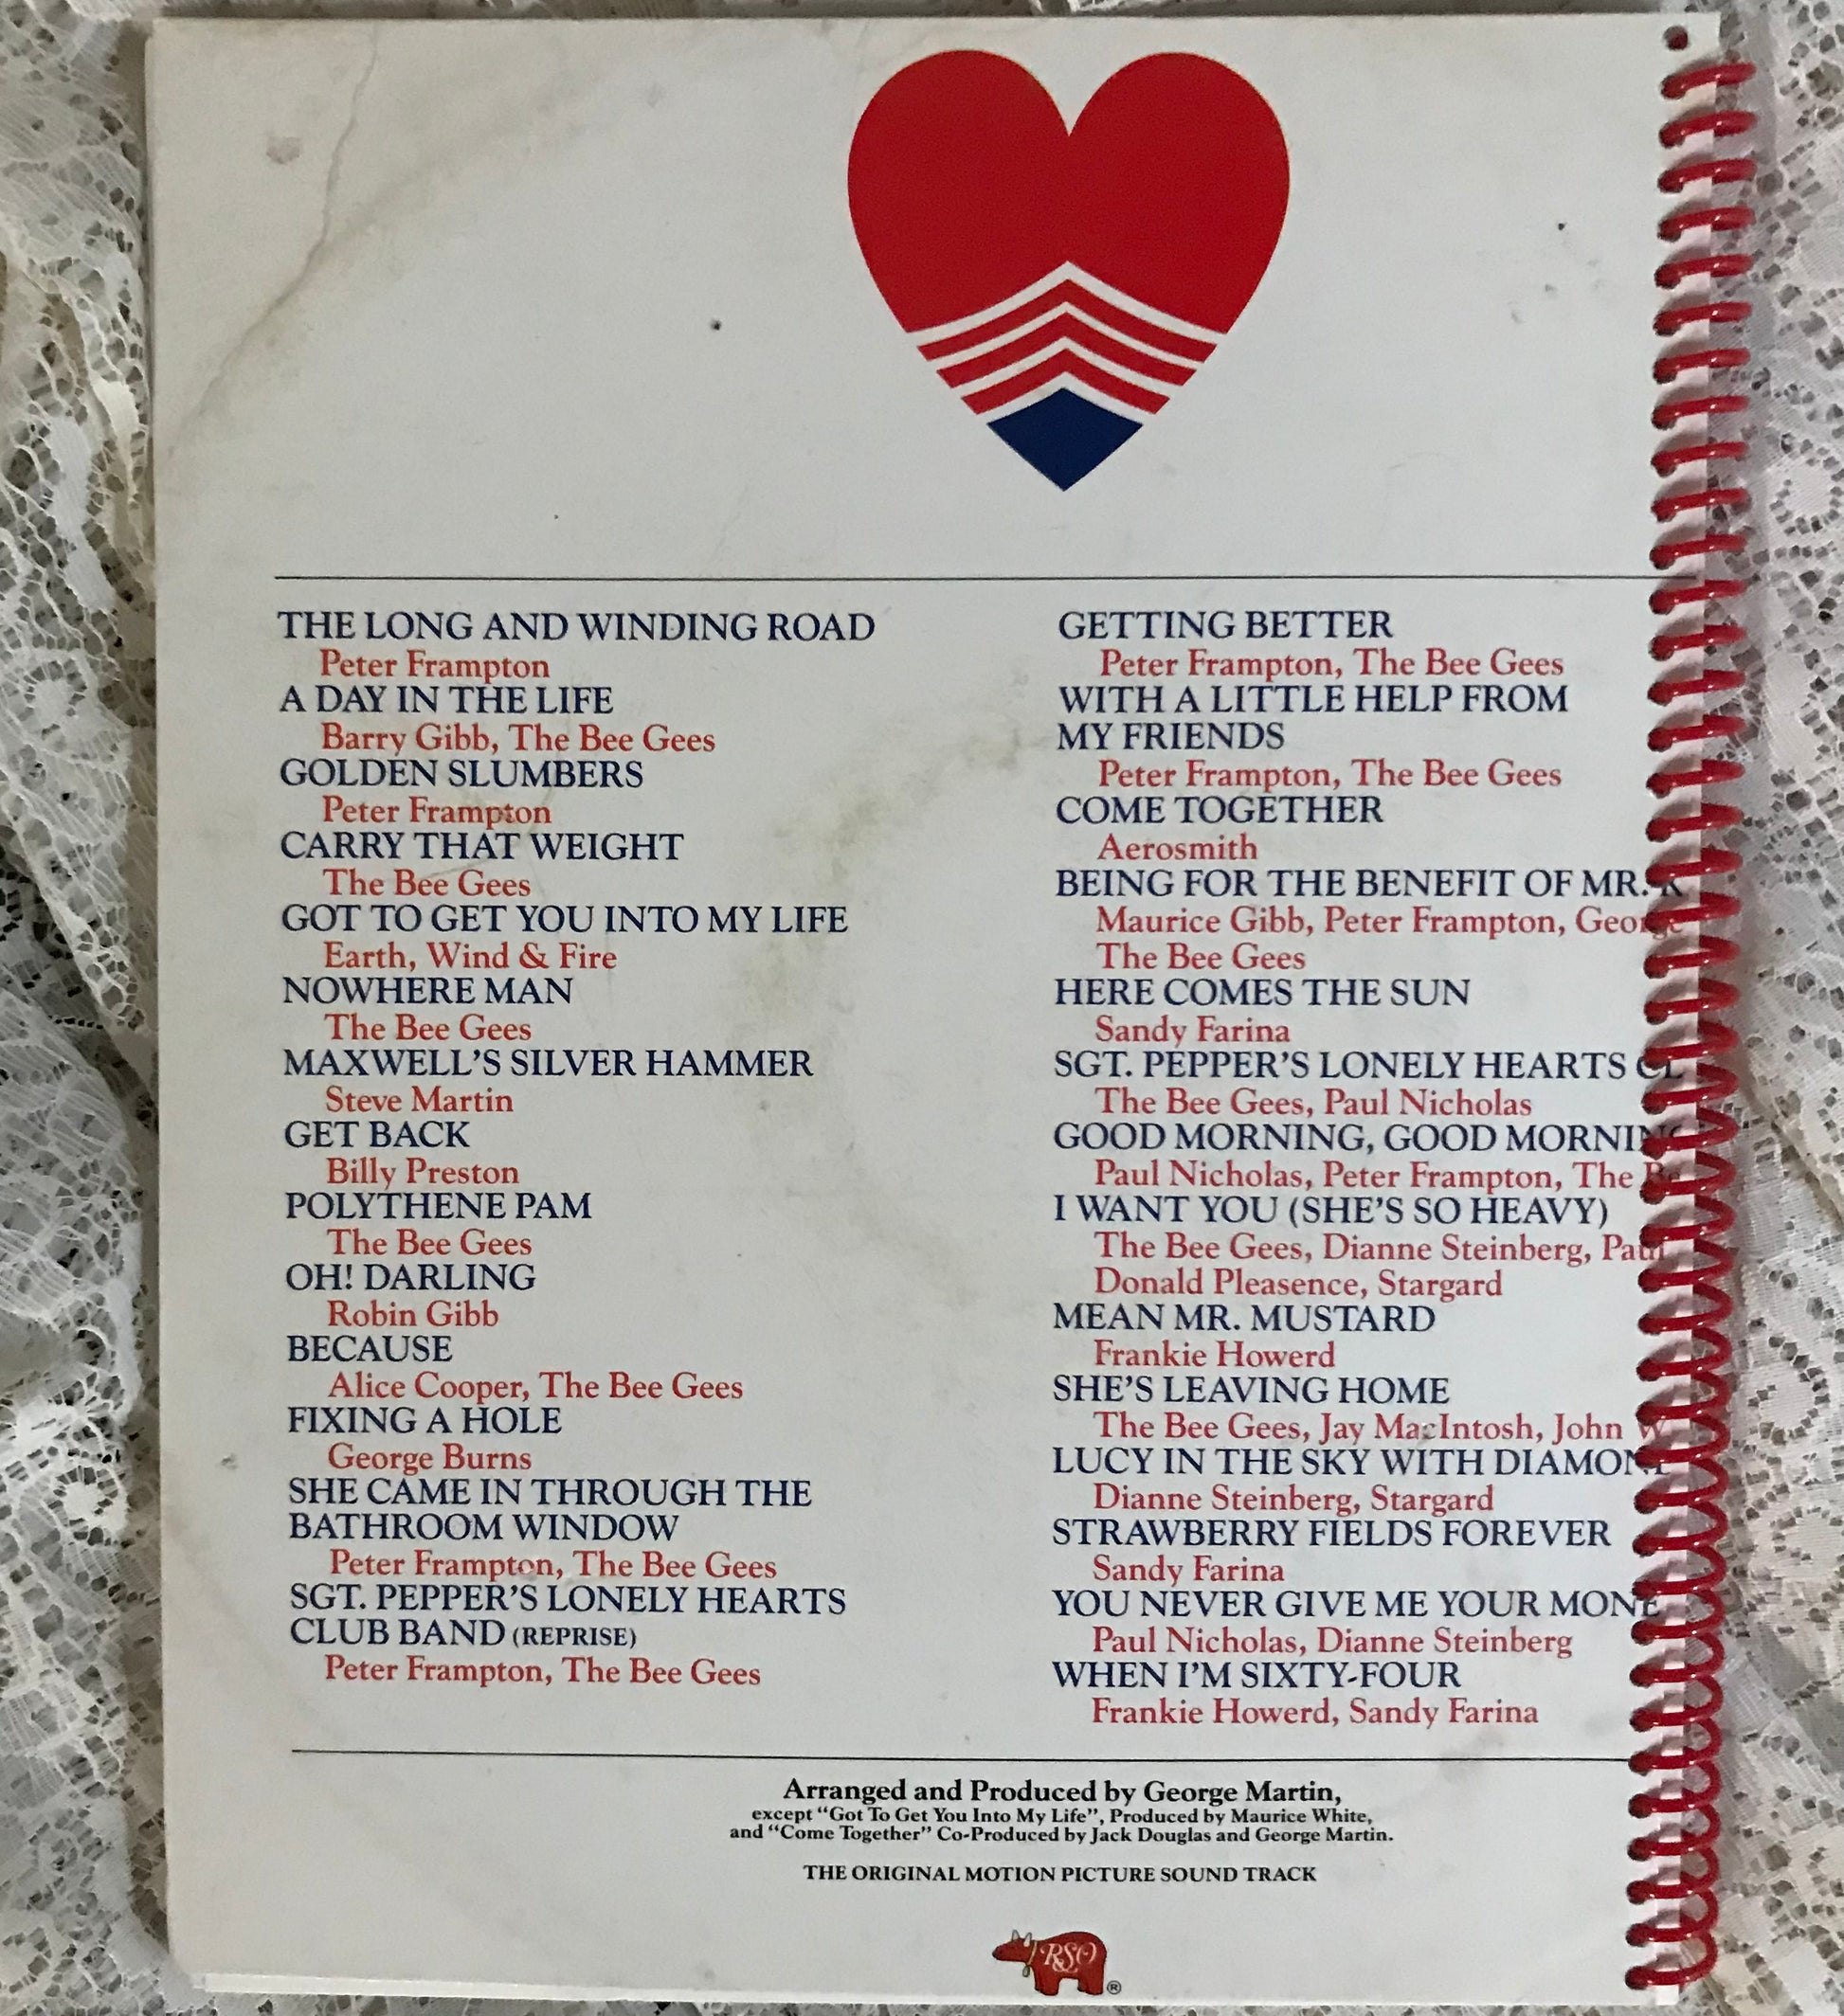 THE LONG AND WINDING ROAD
Peter Frampton
A DAY IN THE LIFE
Barry Gibb, The Bee Gees
GOLDEN SLUMBERS
Peter Frampton
CARRY THAT WEIGHT
The Bee Gees
GOT TO GET YOU INTO MY LIFE
Earth, Wind & Fire
NOWHERE MAN
The Bee Gees
MAXWELL'S SILVER HAMMER
Steve Martin
GET BACK
Billy Preston
POLYTHENE PAM
The Bee Gees
OH! DARLING
Robin Gibb
BECAUSE
Alice Cooper, The Bee Gees
FIXING A HOLE
George Burns
SHE CAME IN THROUGH THE
BATHROOM WINDOW
Peter Frampton, The Bee Gees
SGT. PEPPER'S LONELY HEARTS
CLUB BAND (REPRISE)
Peter Frampton, The Bee Gees
GETTING BETTER
Peter Frampton, The Bee Gees
WITH A LITTLE HELP FROM
MY FRIENDS
Peter Frampton, The Bee Gees
COME TOGETHER
Aerosmith
BEING FOR THE BENEFIT OF MR.
Maurice Gibb, Peter Frampton,
The Bee Gees
HERE COMES THE SUN
Sandy Farina
SGT. PEPPER'S LONELY HEARTS
The Bee Gees, Paul Nicholas
GOOD MORNING, GOOD
Paul Nicholas, Peter Frampton, The
I WANT YOU (SHE'S SO HEAVY)
The Bee Gees, Dianne Steinberg, Paul
Donald Pleasence, Stargard
MEAN MR. MUSTARD
Frankie Howerd
SHE'S LEAVING HOME
The Bee Gees, Jay MacIntosh, John
LUCY IN THE SKY WITH
Dianne Steinberg, Stargard
STRAWBERRY FIELDS FOREVER
Sandy Farina
YOU NEVER GIVE ME YOUR MONE
Paul Nicholas, Dianne Steinberg
WHEN I'M SIXTY-FOUR
Frankie Howerd, Sandy Farina
Arranged and Produced by George Martin,
except "Got To Get You Into My Life", Produced by Maurice White,
and "Come Together" Co-Produced by Jack Douglas and George Martin.
THE ORIGINAL MOTION PICTURE SOUND TRACK
RSO ®